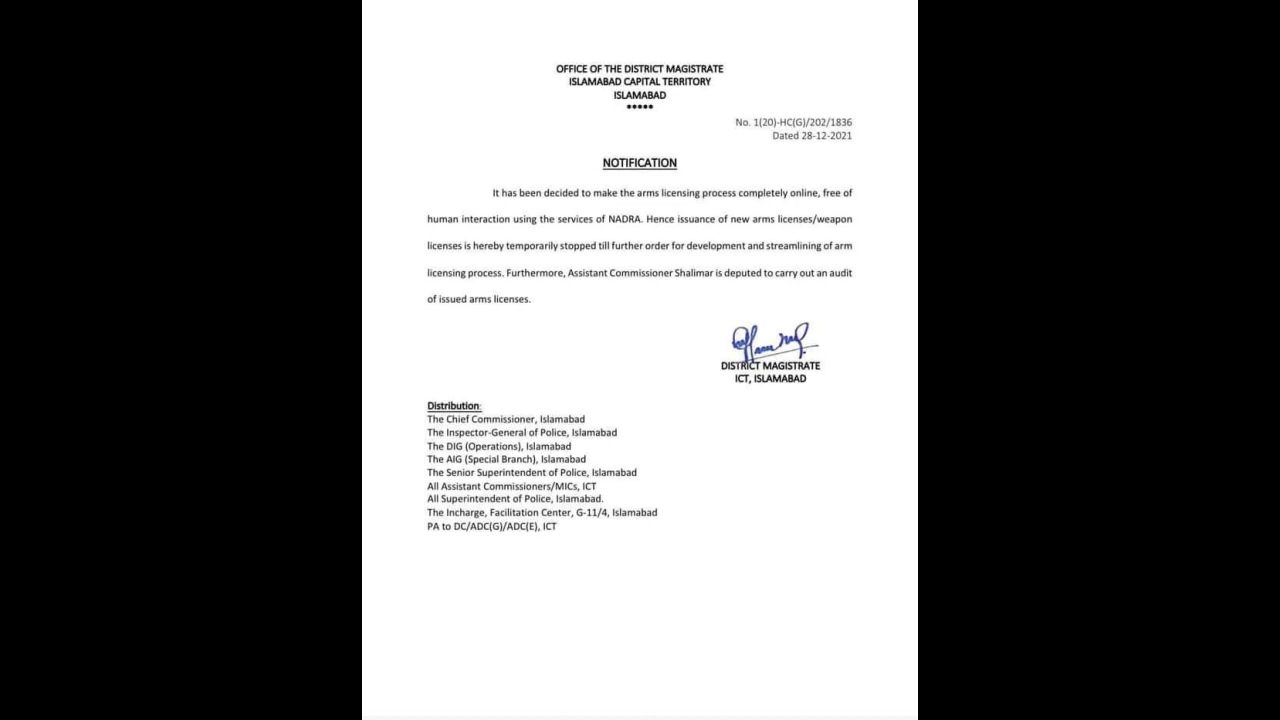 OFFICE OF THE DISTRICT MAGISTRATE
ISLAMABAD CAPITAL TERRITORY
ISLAMABAD
*****
No. 1(20)-HC(G)/202/1836
Dated 28-12-2021
NOTIFICATION
It has been decided to make the arms licensing process completely online, free of
human interaction using the services of NADRA. Hence issuance of new arms licenses/weapon
licenses is hereby temporarily stopped till further order for development and streamlining of arm
licensing process. Furthermore, Assistant Commissioner Shalimar is deputed to carry out an audit
of issued arms licenses.
DISTRICT MAGISTRATE
ICT, ISLAMABAD
Distribution:
The Chief Commissioner, Islamabad
The Inspector-General of Police, Islamabad
The DIG (Operations), Islamabad
The AIG (Special Branch), Islamabad
The Senior Superintendent of Police, Islamabad
All Assistant Commissioners/MICs, ICT
All Superintendent of Police, Islamabad.
The Incharge, Facilitation Center, G-11/4, Islamabad
PA to DC/ADC(G)/ADC(E), ICT